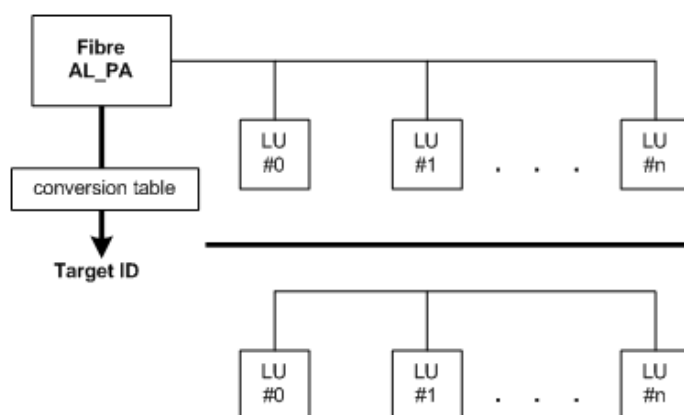 Fibre
AL_PA
LU
#0
LU
#1
. . .
LU
#n
conversion table
Target ID
LU
#0
LU
#1
. . .
LU
#n